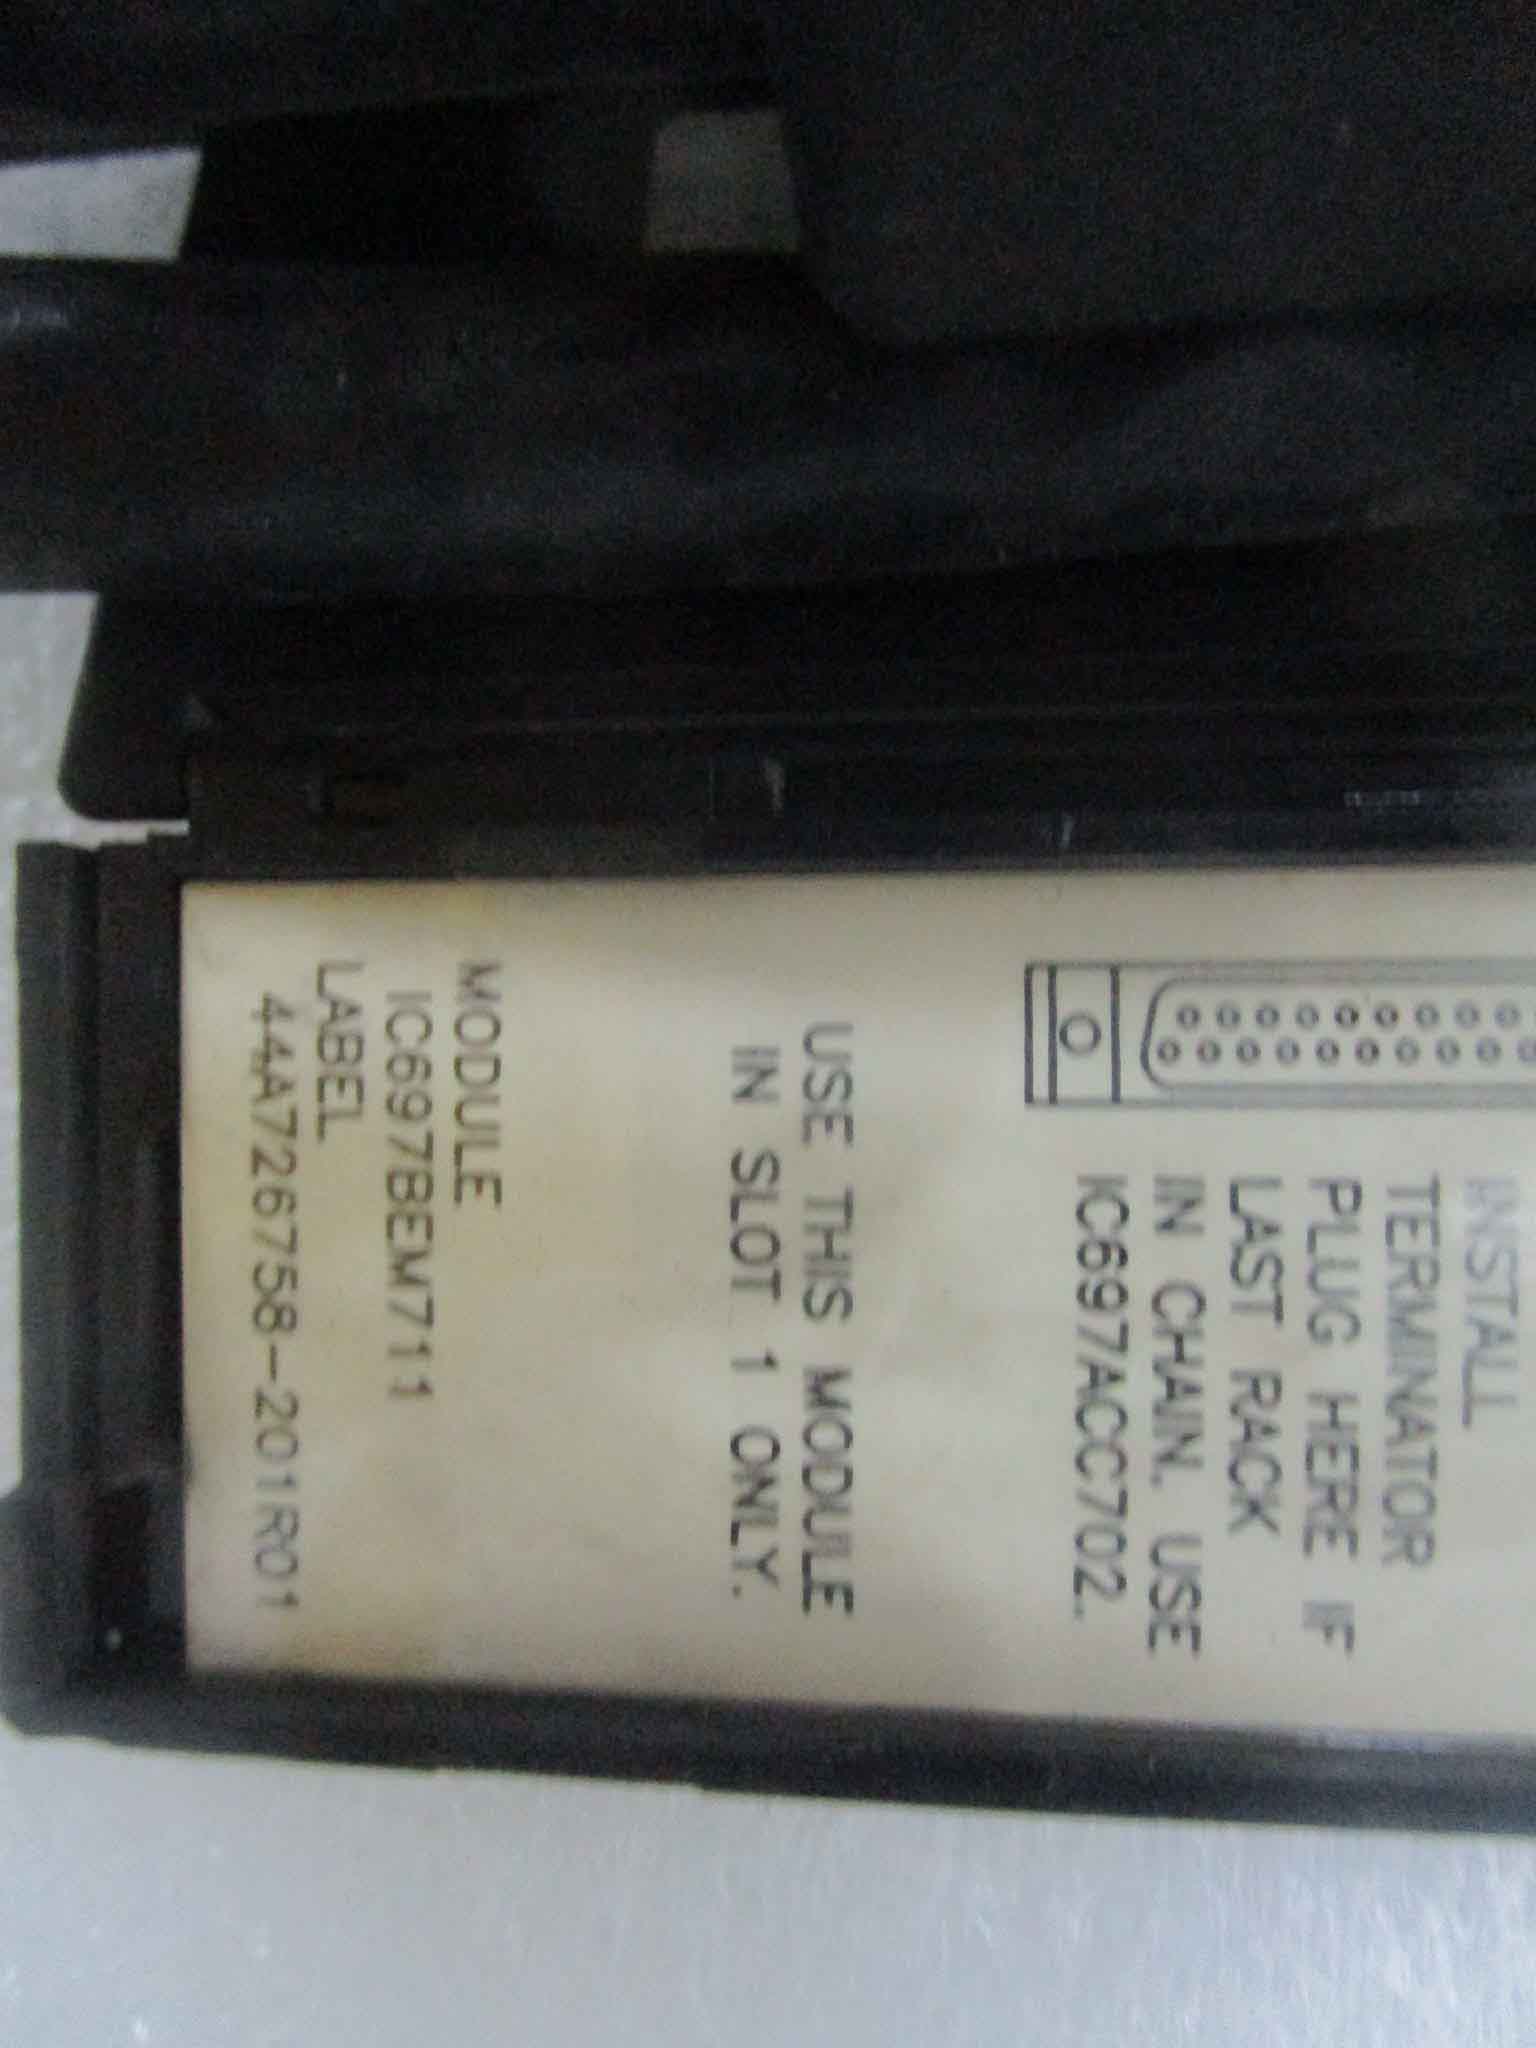 INSTALL
TERMINATOR
PLUG HERE IF
LAST RACK
IN CHAIN. USE
IC697ACC702.
USE THIS MODULE
IN SLOT 1 ONLY.
MODULE
IC697BEM711
LABEL
44A726758-201R01